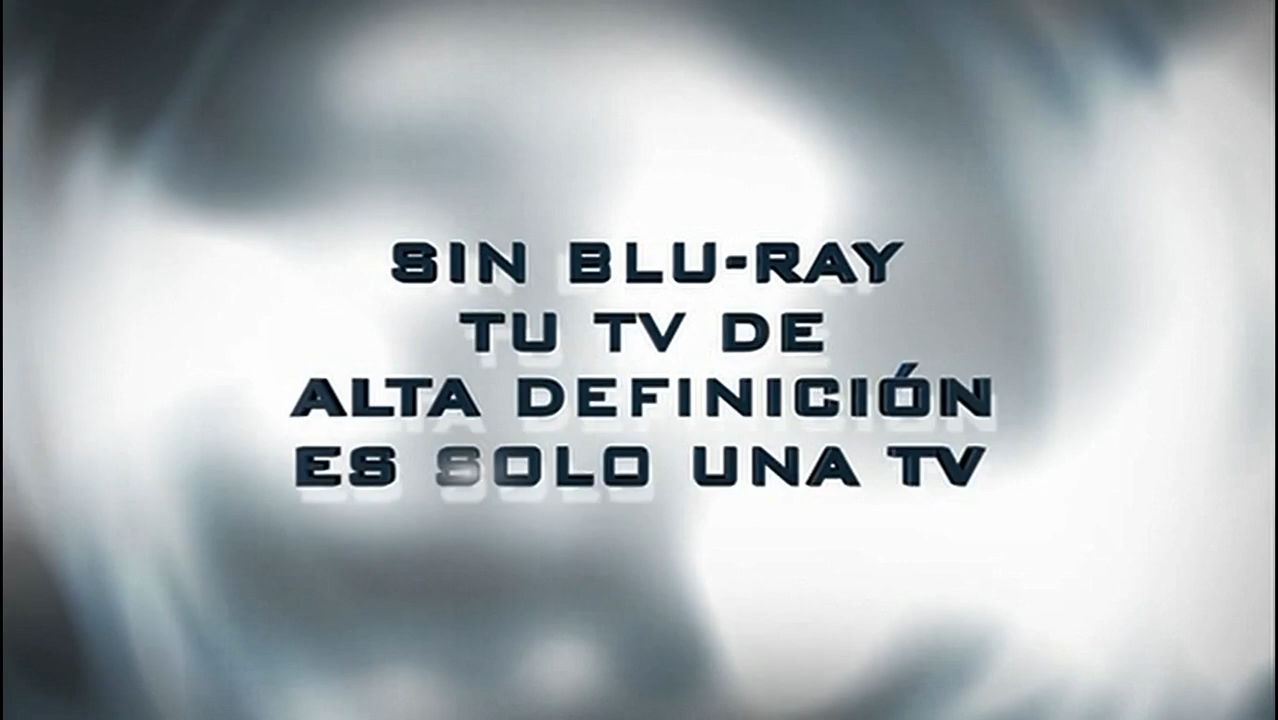 SIN BLU-RAY
TU TV DE
ALTA DEFINICIÓN
ES SOLO UNA TV